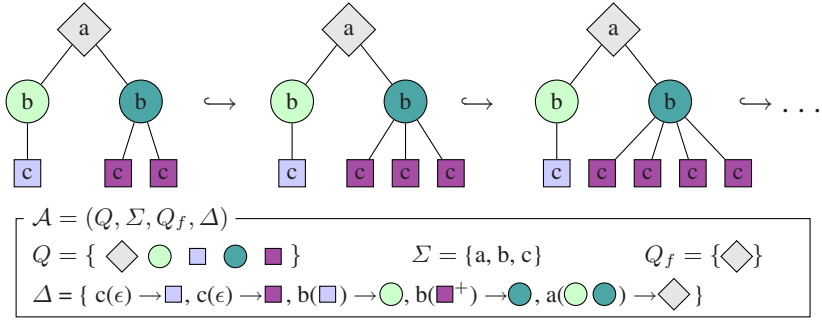 a a a
b b ↪ b b ↪ b b ↪ . . .
c c c c c c c c c c c c
𝒜 = (Q, Σ, Q_f, Δ)
Q = { } Σ = {a, b, c} Q_f = { }
Δ = { c(ϵ) → , c(ϵ) → , b( ) → , b( ⁺) → , a( ) → }